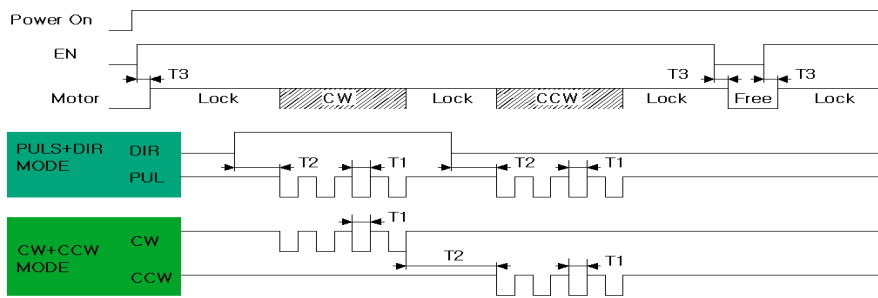 Power On
EN
T3 T3 T3
Motor Lock CW Lock CCW Lock Free Lock
PULS+DIR MODE DIR T2 T1 T2 T1
PUL
T1
CW+CCW MODE CW T2 T1
CCW